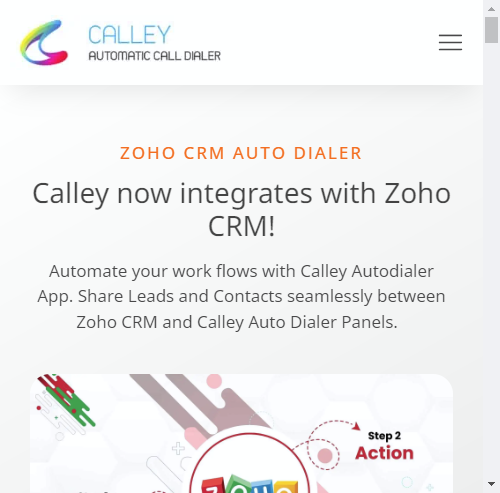 CALLEY
AUTOMATIC CALL DIALER
ZOHO CRM AUTO DIALER
Calley now integrates with Zoho
CRM!
Automate your work flows with Calley Autodialer
App. Share Leads and Contacts seamlessly between
Zoho CRM and Calley Auto Dialer Panels.
Step 2
Action
ZOHO